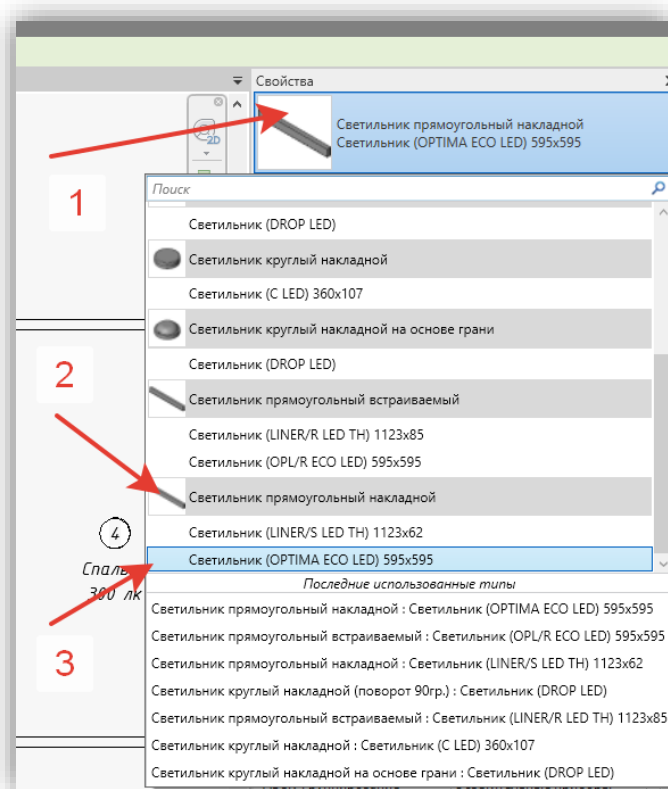 Свойства
2D
Светильник прямоугольный накладной
Светильник (OPTIMA ECO LED) 595x595
1
Поиск
Светильник (DROP LED)
Светильник круглый накладной
Светильник (C LED) 360x107
Светильник круглый накладной на основе грани
2
Светильник (DROP LED)
Светильник прямоугольный встраиваемый
Светильник (LINER/R LED TH) 1123x85
Светильник (OPL/R ECO LED) 595x595
Светильник прямоугольный накладной
4
Светильник (LINER/S LED TH) 1123x62
Светильник (OPTIMA ECO LED) 595x595
Последние использованные типы
лк
Светильник прямоугольный накладной : Светильник (OPTIMA ECO LED) 595x595
Светильник прямоугольный встраиваемый : Светильник (OPL/R ECO LED) 595x595
3
Светильник прямоугольный накладной : Светильник (LINER/S LED TH) 1123x62
Светильник круглый накладной (поворот 90гр.) : Светильник (DROP LED)
Светильник прямоугольный встраиваемый : Светильник (LINER/R LED TH) 1123x85
Светильник круглый накладной : Светильник (C LED) 360x107
Светильник круглый накладной на основе грани : Светильник (DROP LED)